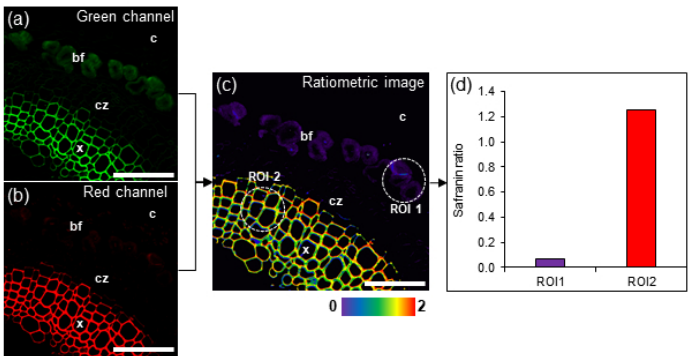 (a)
Green channel
c
bf
cz
x
(b)
Red channel
c
bf
cz
x
(c)
Ratiometric image
c
bf
ROI-2
cz
ROI 1
x
0
2
(d)
Safranin ratio
1.4
1.2
1.0
0.8
0.6
0.4
0.2
0.0
ROI1 ROI2